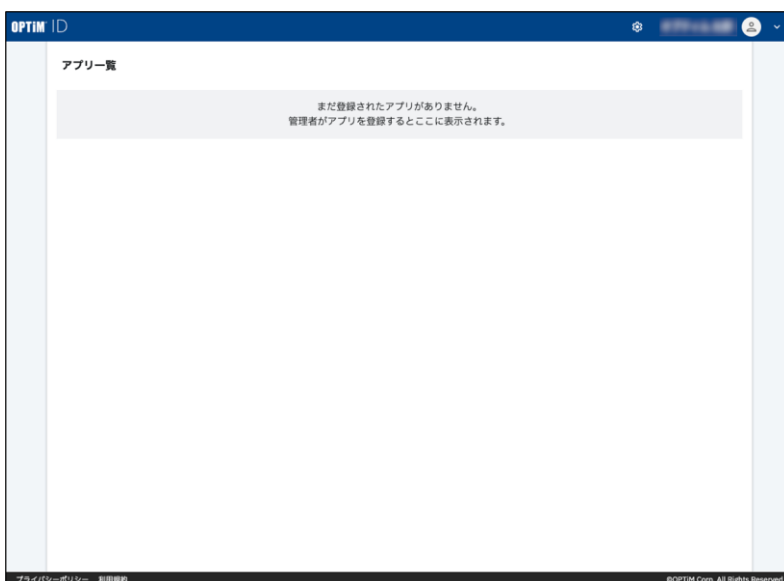 OPTiM ID
アプリ一覧
まだ登録されたアプリがありません。
管理者がアプリを登録するとここに表示されます。
プライバシーポリシー 利用規約
©OPTiM Corp. All Rights Reserved.